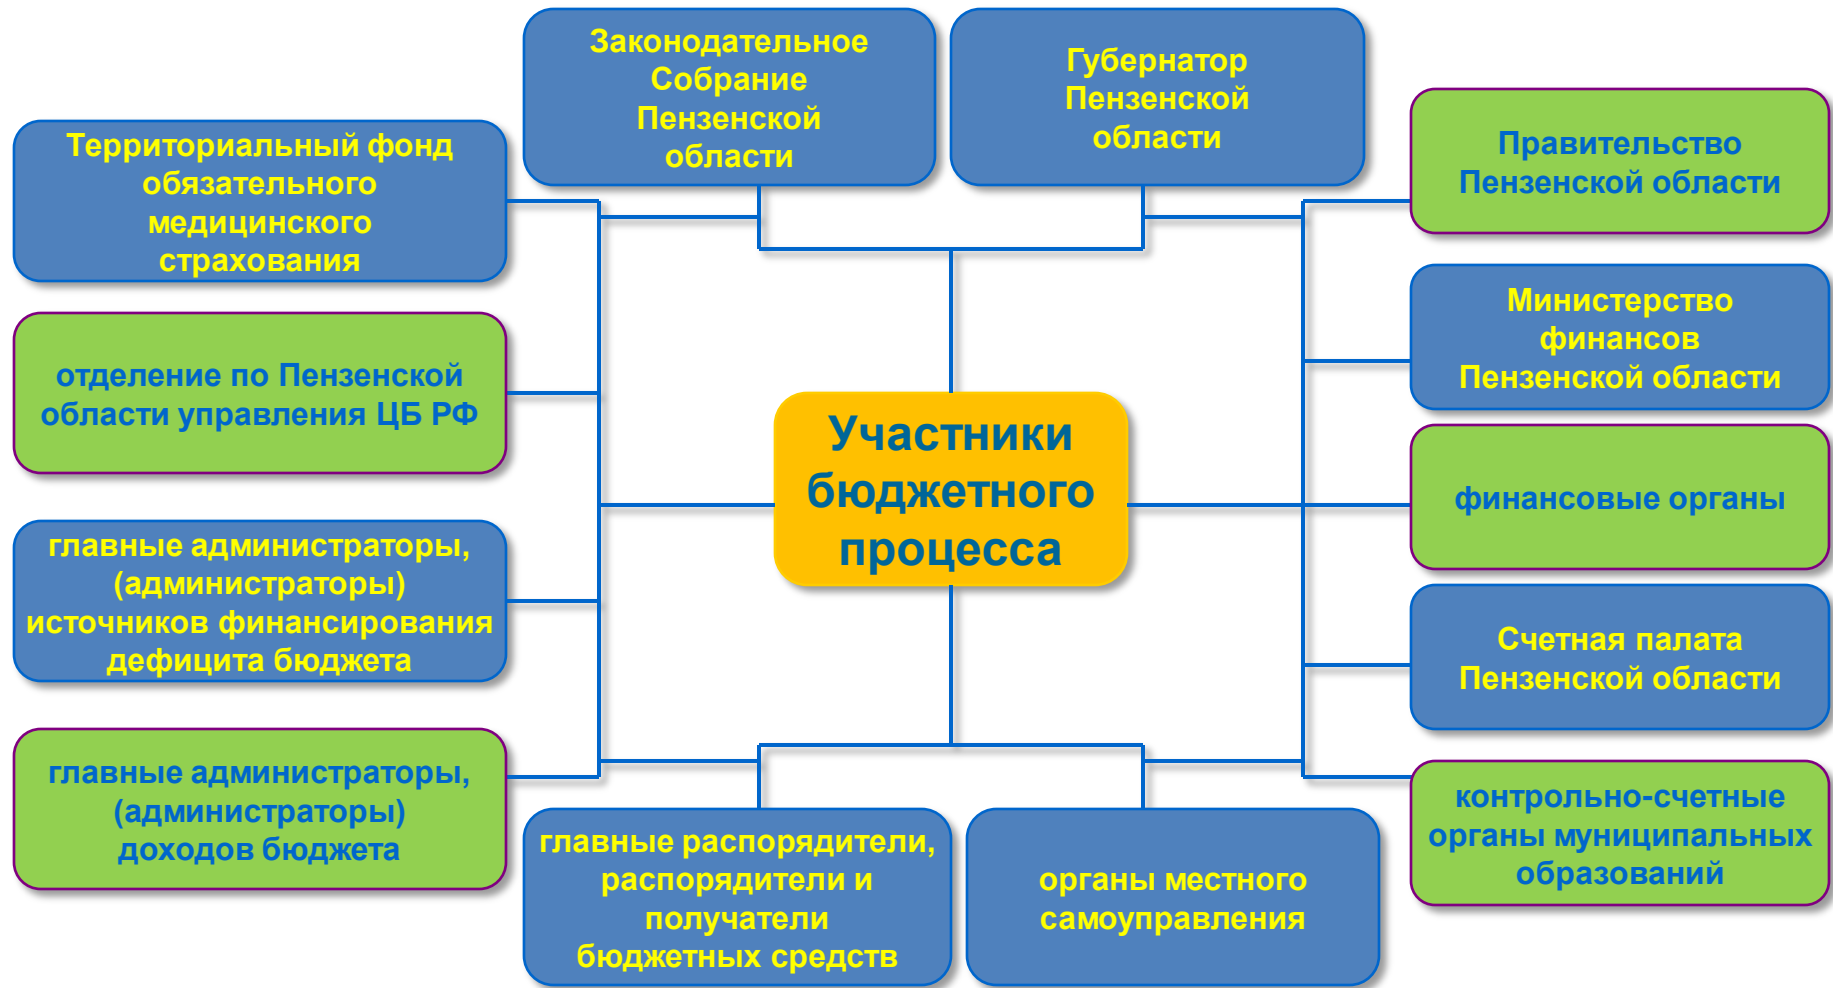 Законодательное
Собрание
Пензенской
области
Губернатор
Пензенской
области
Территориальный фонд
обязательного
медицинского
страхования
Правительство
Пензенской области
отделение по Пензенской
области управления ЦБ РФ
Министерство
финансов
Пензенской области
Участники
бюджетного
процесса
финансовые органы
главные администраторы,
(администраторы)
источников финансирования
дефицита бюджета
Счетная палата
Пензенской области
главные администраторы,
(администраторы)
доходов бюджета
главные распорядители,
распорядители и
получатели
бюджетных средств
органы местного
самоуправления
контрольно-счетные
органы муниципальных
образований